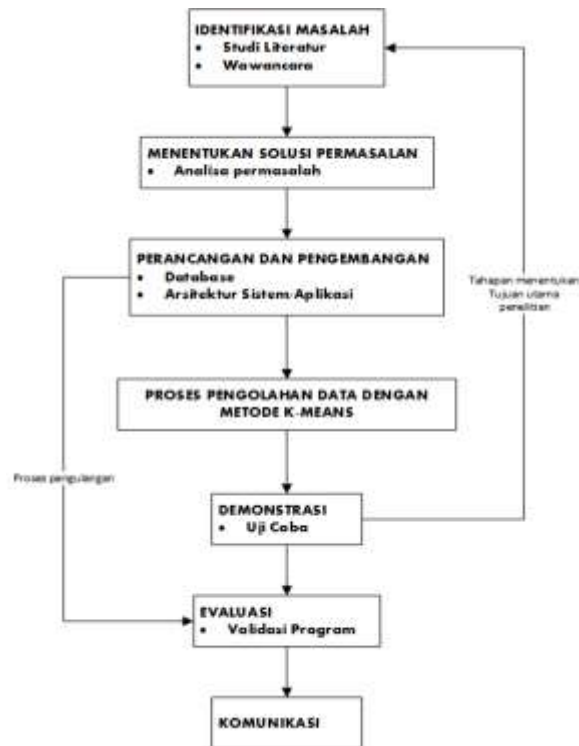 IDENTIFIKASI MASALAH
• Studi Literatur
• Wawancara
MENENTUKAN SOLUSI PERMASALAN
• Analisa permasalah
PERANCANGAN DAN PENGEMBANGAN
• Database
• Arsitektur Sistem Aplikasi
Tahapan menentukan
Tujuan utama
penelitian
PROSES PENGOLAHAN DATA DENGAN
METODE K-MEANS
Proses pengulangan
DEMONSTRASI
• Uji Coba
EVALUASI
• Validasi Program
KOMUNIKASI